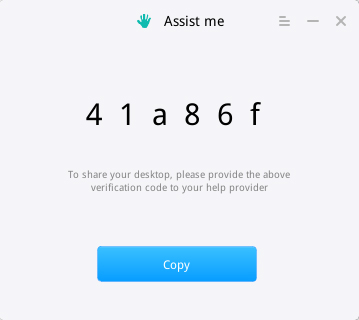 Assist me
4 1 a 8 6 f
To share your desktop, please provide the above
verification code to your help provider
Copy